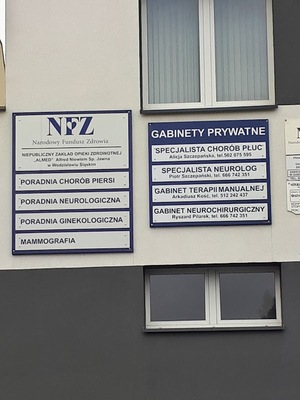 NFZ
Narodowy Fundusz Zdrowia
NIEPUBLICZNY ZAKŁAD OPIEKI ZDROWOTNEJ
"ALMED" Alfred Nowosm Sp. Jawna
w Wodzisławiu Śląskim
PORADNIA CHORÓB PIERSI
PORADNIA NEUROLOGICZNA
PORADNIA GINEKOLOGICZNA
MAMMOGRAFIA
GABINETY PRYWATNE
SPECJALISTA CHORÓB PŁUC
Alicja Szczepańska, tel.502 075 595
SPECJALISTA NEUROLOG
Piotr Szczepański, tel. 666 742 351
GABINET TERAPII MANUALNEJ
Arkadiusz Kość, tel. 512 242 437
GABINET NEUROCHIRURGICZNY
Ryszard Pilarek, tel. 666 742 351